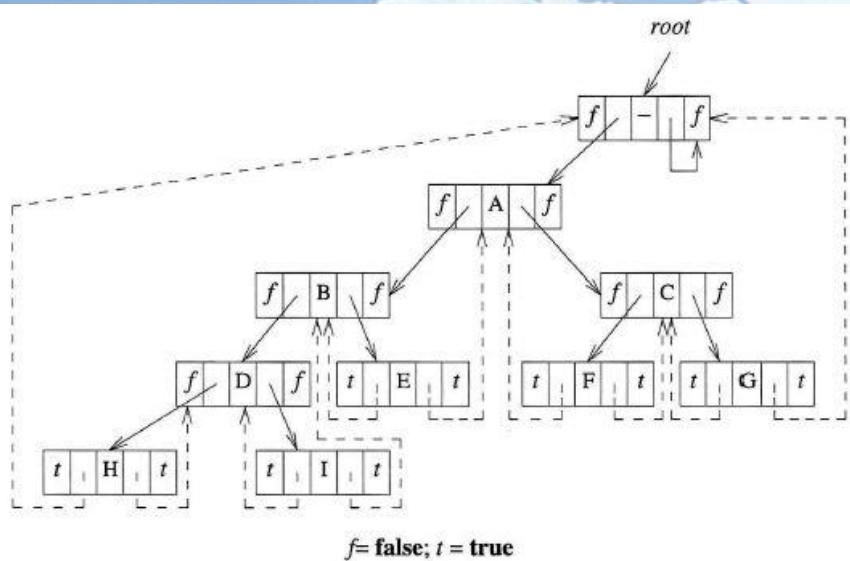 root
f – f
f A f
f B f f C f
f D f t E t t F t t G t
t H t t I t
f= false; t = true